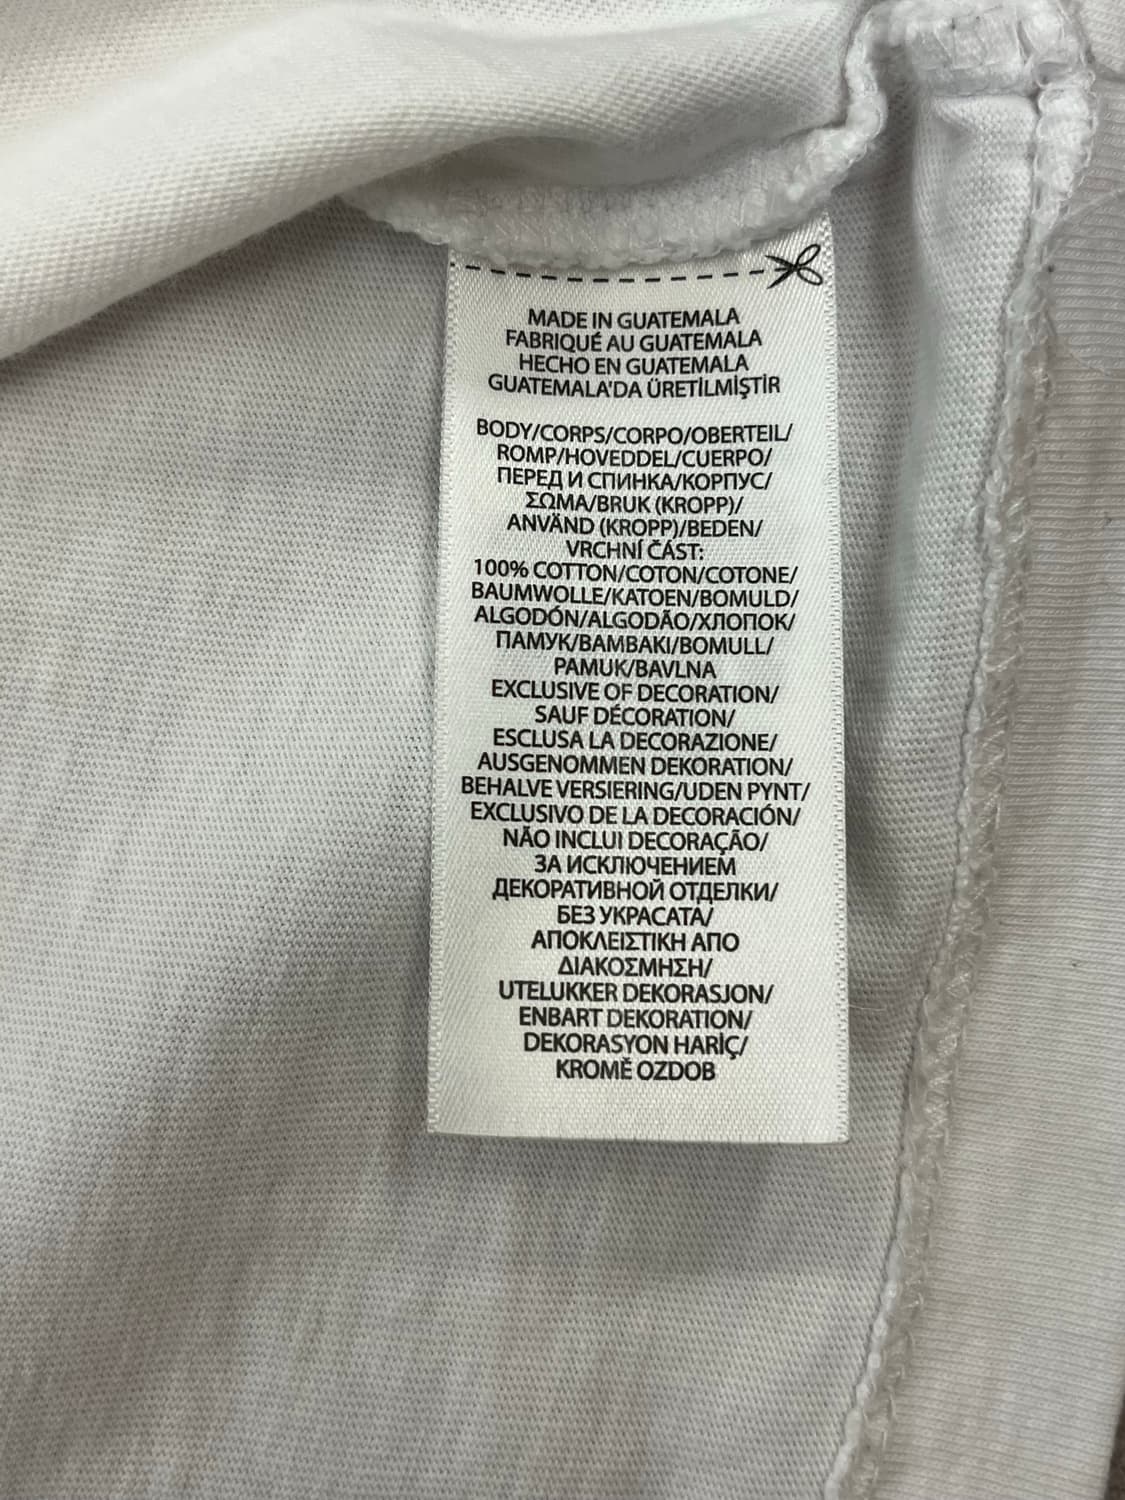 MADE IN GUATEMALA
FABRIQUÉ AU GUATEMALA
HECHO EN GUATEMALA
GUATEMALA'DA ÜRETİLMİŞTİR
BODY/CORPS/CORPO/OBERTEIL/
ROMP/HOVEDDEL/CUERPO/
ПЕРЕД И СПИНКА/КОРПУС/
ΣΩΜΑ/BRUK (KROPP)/
ANVÄND (KROPP)/BEDEN/
VRCHNÍ ČÁST:
100% COTTON/COTON/COTONE/
BAUMWOLLE/KATOEN/BOMULD/
ALGODÓN/ALGODÃO/ХЛОПОК/
ПАМУК/BAMBAKI/BOMULL/
PAMUK/BAVLNA
EXCLUSIVE OF DECORATION/
SAUF DÉCORATION/
ESCLUSA LA DECORAZIONE/
AUSGENOMMEN DEKORATION/
BEHALVE VERSIERING/UDEN PYNT/
EXCLUSIVO DE LA DECORACIÓN/
NÃO INCLUI DECORAÇÃO/
ЗА ИСКЛЮЧЕНИЕМ
ДЕКОРАТИВНОЙ ОТДЕЛКИ/
БЕЗ УКРАСАТА/
ΑΠΟΚΛΕΙΣΤΙΚΗ ΑΠΟ
ΔΙΑΚΟΣΜΗΣΗ/
UTELUKKER DEKORASJON/
ENBART DEKORATION/
DEKORASYON HARİÇ/
KROMĚ OZDOB